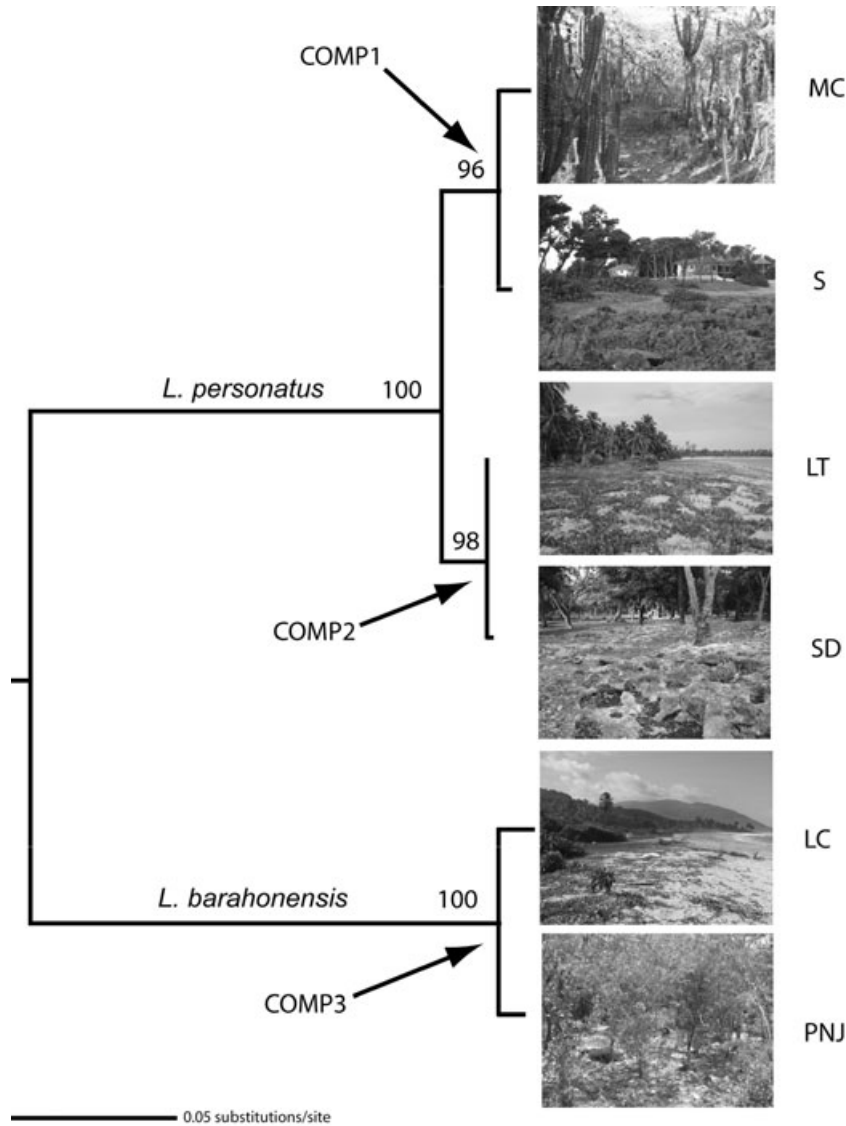 COMP1
MC
96
S
L. personatus
100
LT
98
COMP2
SD
LC
L. barahonensis
100
COMP3
PNJ
0.05 substitutions/site